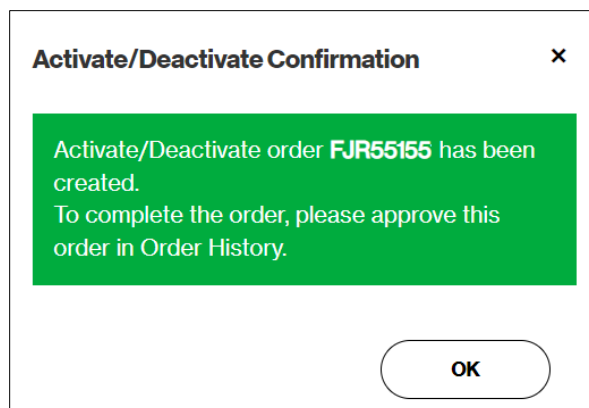 Activate/Deactivate Confirmation ×
Activate/Deactivate order FJR55155 has been
created.
To complete the order, please approve this
order in Order History.
OK